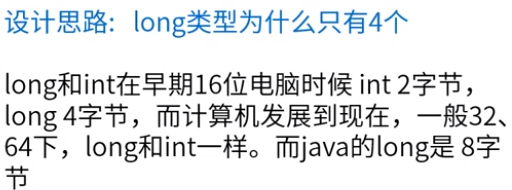 设计思路: long类型为什么只有4个
long和int在早期16位电脑时候 int 2字节，
long 4字节，而计算机发展到现在，一般32、
64下，long和int一样。而java的long是 8字
节